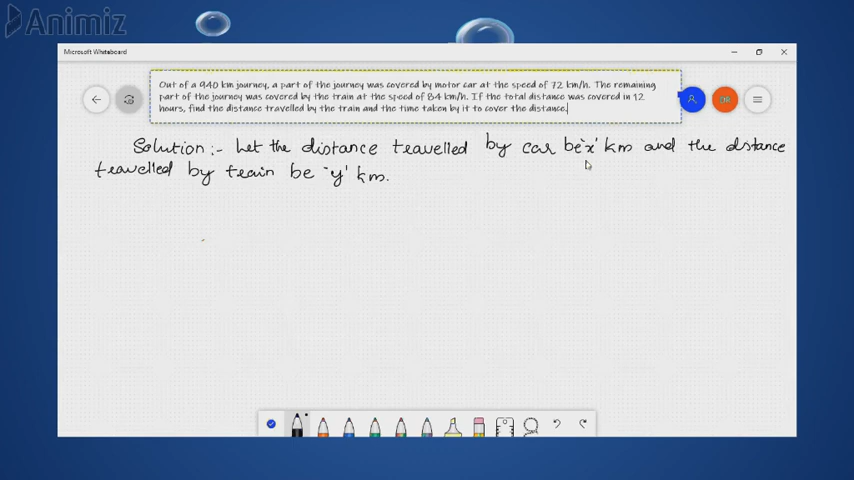 Animiz
Microsoft Whiteboard
Out of a 940 km journey, a part of the journey was covered by motor car at the speed of 72 km/h. The remaining
part of the journey was covered by the train at the speed of 84 km/h. If the total distance was covered in 12
hours, find the distance travelled by the train and the time taken by it to cover the distance.
Solution :- Let the distance travelled by car be 'x' km and the distance
travelled by train be 'y' km.